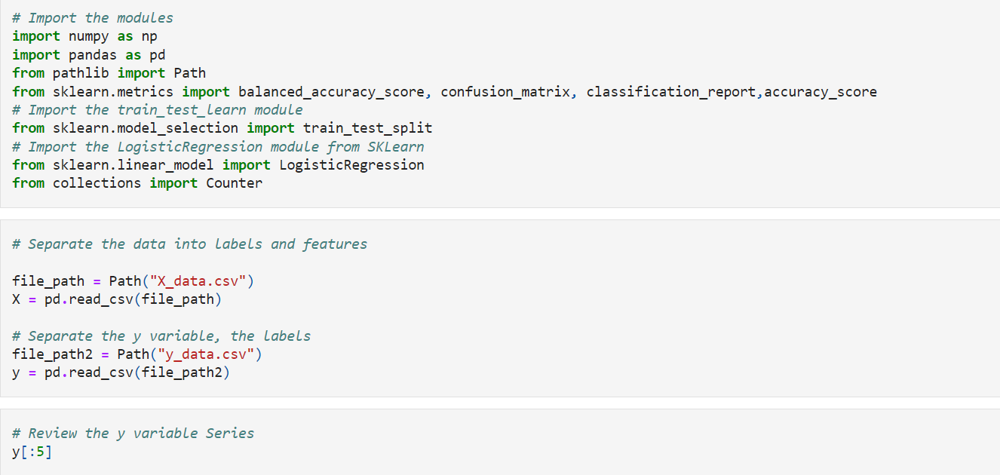 # Import the modules
import numpy as np
import pandas as pd
from pathlib import Path
from sklearn.metrics import balanced_accuracy_score, confusion_matrix, classification_report,accuracy_score
# Import the train_test_learn module
from sklearn.model_selection import train_test_split
# Import the LogisticRegression module from SKLearn
from sklearn.linear_model import LogisticRegression
from collections import Counter
# Separate the data into labels and features
file_path = Path("X_data.csv")
X = pd.read_csv(file_path)
# Separate the y variable, the labels
file_path2 = Path("y_data.csv")
y = pd.read_csv(file_path2)
# Review the y variable Series
y[:5]